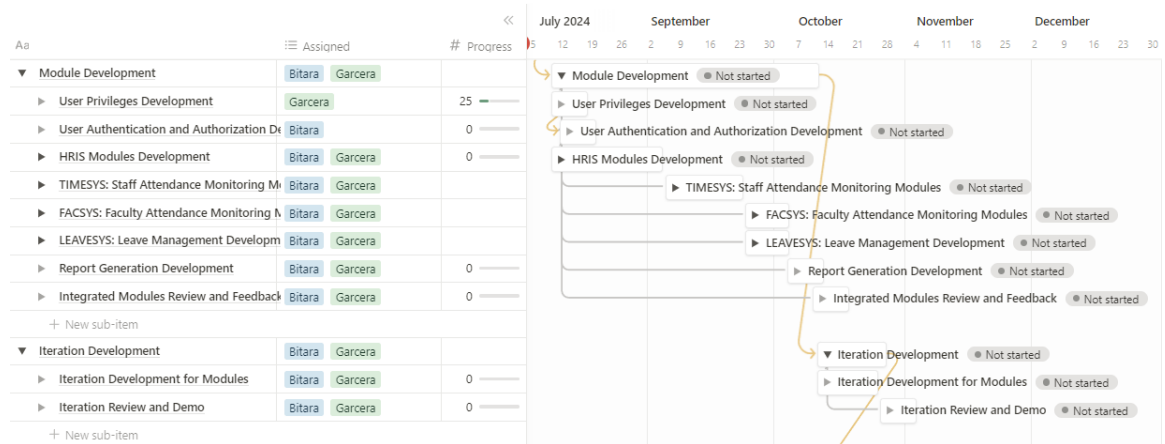 July 2024 September October November December
Aa Assigned # Progress 5 12 19 26 2 9 16 23 30 7 14 21 28 4 11 18 25 2 9 16 23 30
Module Development Bitara Garcera Module Development Not started
User Privileges Development Garcera 25 User Privileges Development Not started
User Authentication and Authorization De Bitara 0 User Authentication and Authorization Development Not started
HRIS Modules Development Bitara Garcera 0 HRIS Modules Development Not started
TIMESYS: Staff Attendance Monitoring M Bitara Garcera TIMESYS: Staff Attendance Monitoring Modules Not started
FACSYS: Faculty Attendance Monitoring M Bitara Garcera FACSYS: Faculty Attendance Monitoring Modules Not started
LEAVESYS: Leave Management Developm Bitara Garcera LEAVESYS: Leave Management Development Not started
Report Generation Development Bitara Garcera 0 Report Generation Development Not started
Integrated Modules Review and Feedback Bitara Garcera 0 Integrated Modules Review and Feedback Not started
+ New sub-item
Iteration Development Bitara Garcera Iteration Development Not started
Iteration Development for Modules Bitara Garcera 0 Iteration Development for Modules Not started
Iteration Review and Demo Bitara Garcera 0 Iteration Review and Demo Not started
+ New sub-item